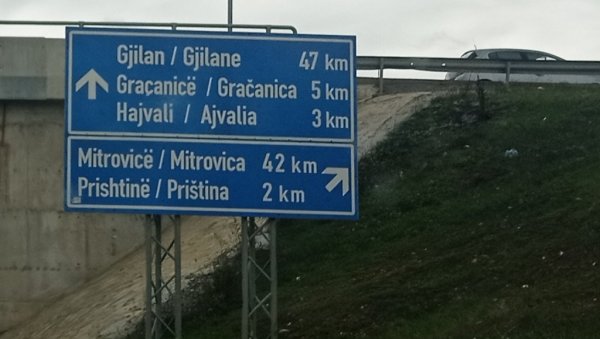 Gjilan / Gjilane 47 km
Graçanicë / Gračanica 5 km
Hajvali / Ajvalia 3 km
Mitrovicë / Mitrovica 42 km
Prishtinë / Priština 2 km